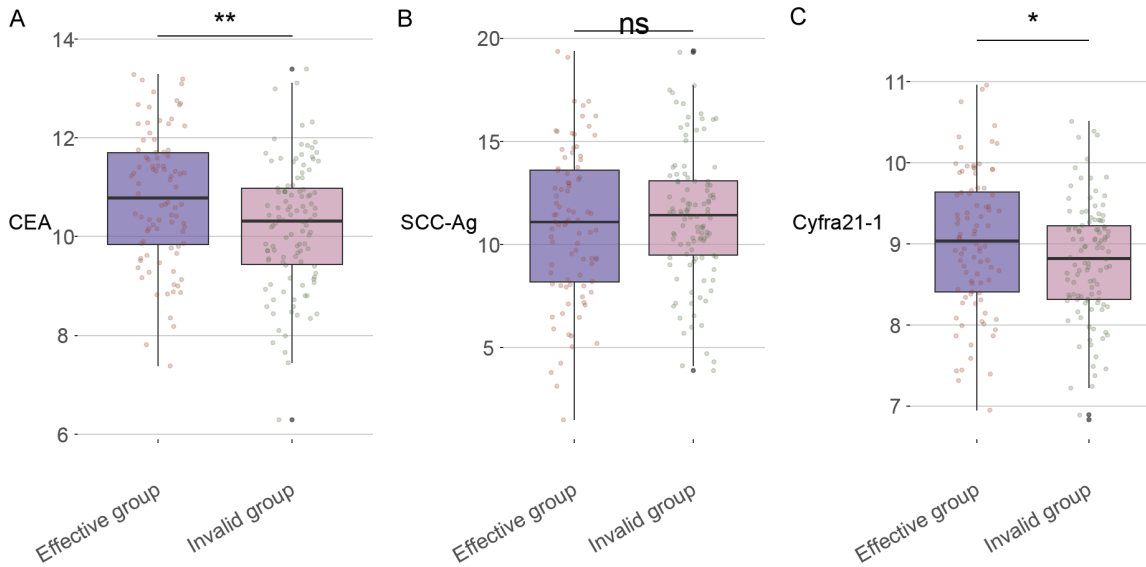 A
**
14
12
CEA
10
8
6
Effective group
Invalid group
B
ns
20
15
SCC-Ag
10
5
Effective group
Invalid group
C
*
11
10
Cyfra21-1
9
8
7
Effective group
Invalid group